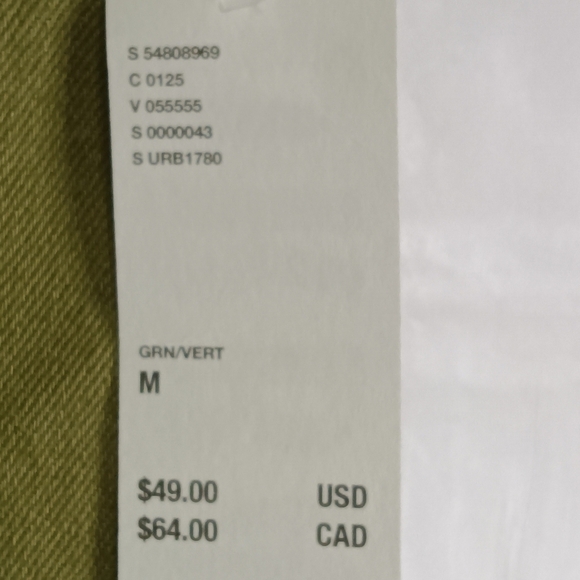 S 54808969
C 0125
V 055555
S 0000043
S URB1780
GRN/VERT
M
$49.00 USD
$64.00 CAD